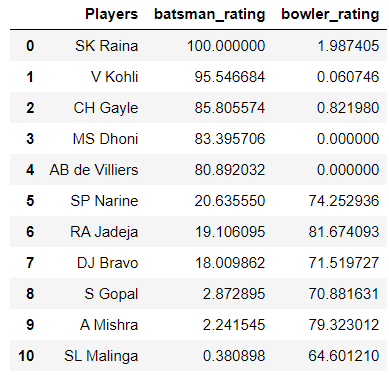 Players batsman_rating bowler_rating
0 SK Raina 100.000000 1.987405
1 V Kohli 95.546684 0.060746
2 CH Gayle 85.805574 0.821980
3 MS Dhoni 83.395706 0.000000
4 AB de Villiers 80.892032 0.000000
5 SP Narine 20.635550 74.252936
6 RA Jadeja 19.106095 81.674093
7 DJ Bravo 18.009862 71.519727
8 S Gopal 2.872895 70.881631
9 A Mishra 2.241545 79.323012
10 SL Malinga 0.380898 64.601210